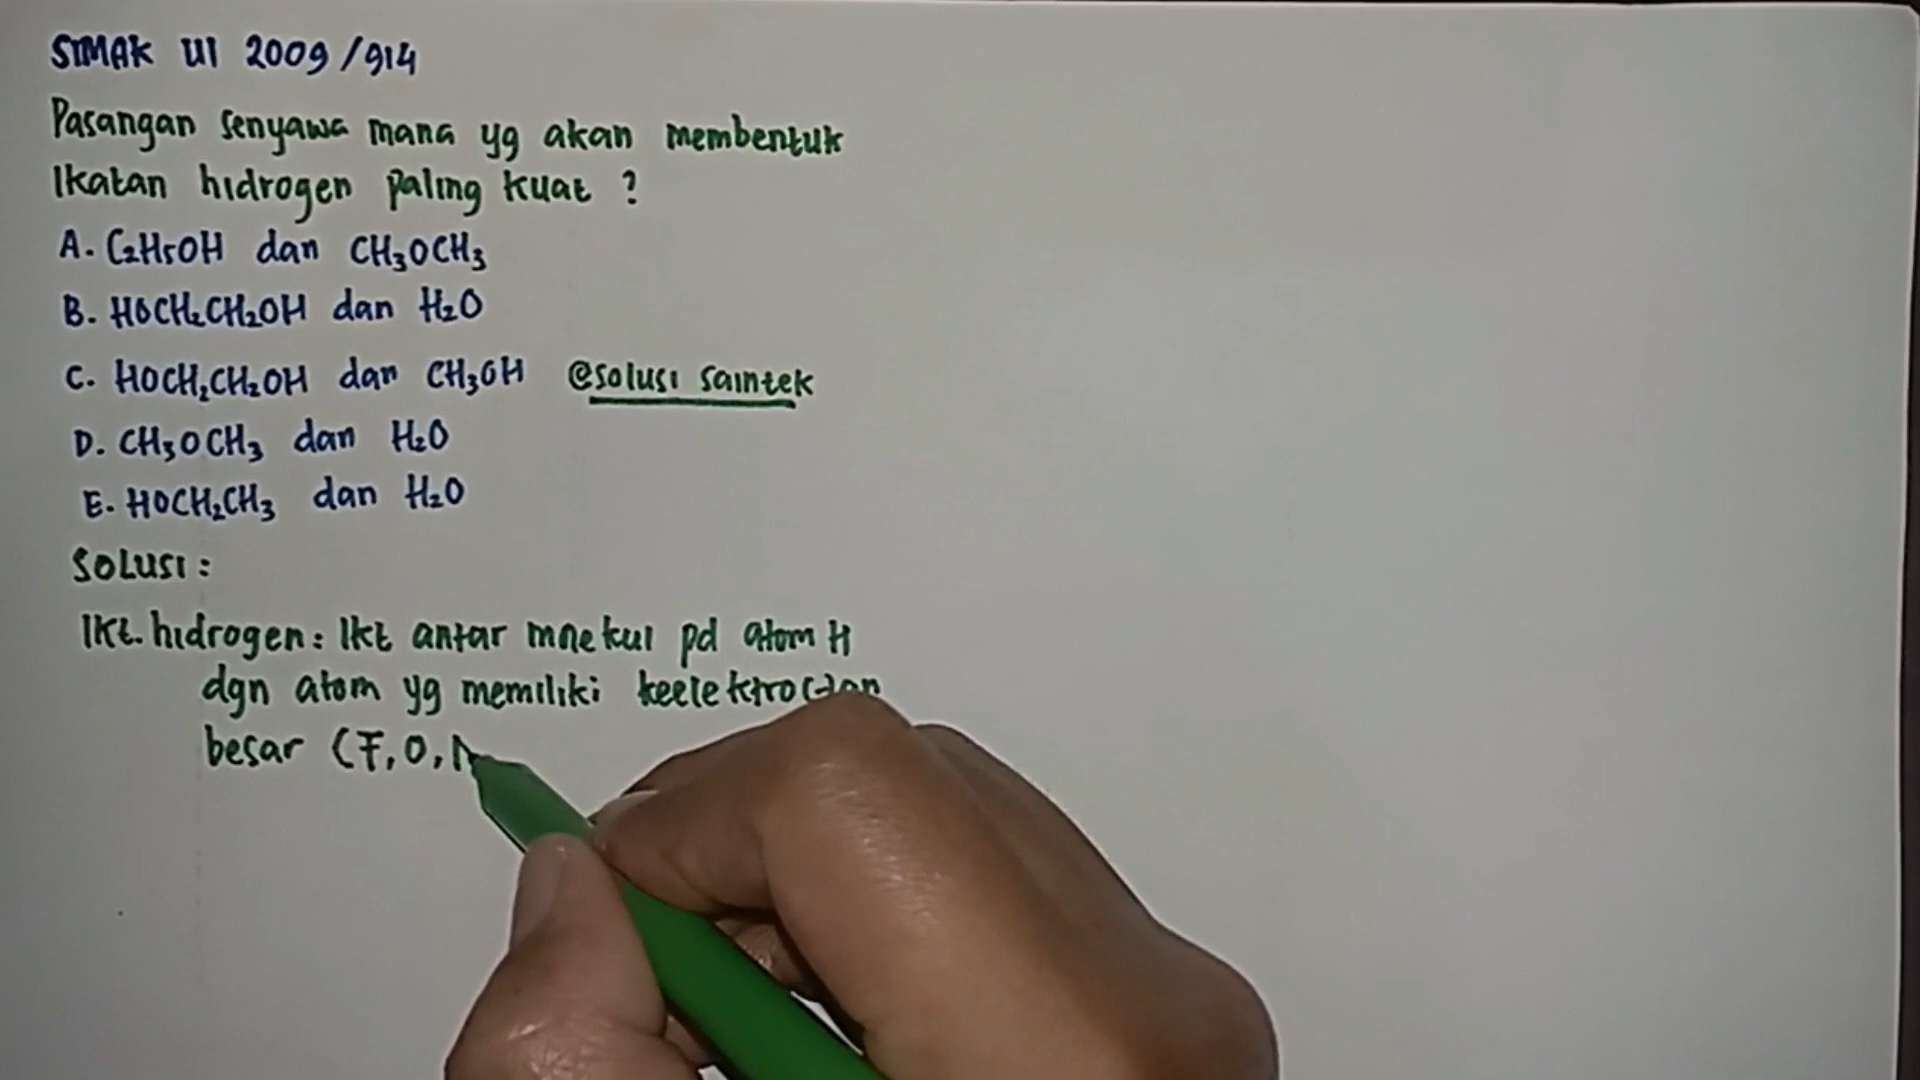 SIMAK UI 2009/914
Pasangan senyawa mana yg akan membentuk
Ikatan hidrogen paling kuat ?
A. C₂H₅OH dan CH₃OCH₃
B. HOCH₂CH₂OH dan H₂O
C. HOCH₂CH₂OH dan CH₃OH @solusi saintek
D. CH₃OCH₃ dan H₂O
E. HOCH₂CH₃ dan H₂O
SOLUSI :
Ikt. hidrogen : Ikt antar pd atom H
dgn atom yg memiliki
besar (F, O, N